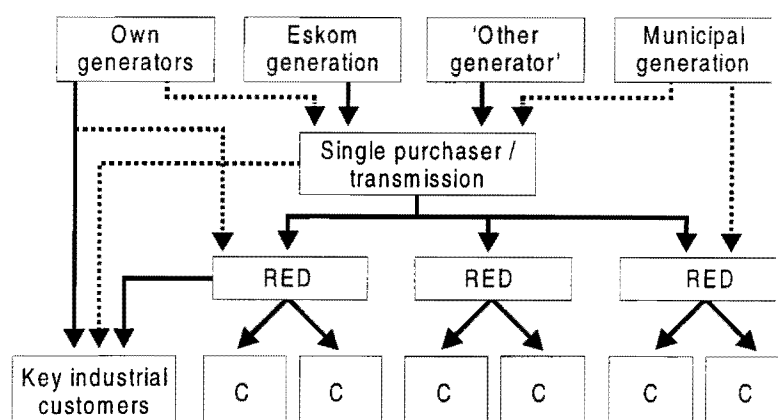 Own
generators
Eskom
generation
‘Other
generator’
Municipal
generation
Single purchaser /
transmission
RED
RED
RED
Key industrial
customers
C
C
C
C
C
C